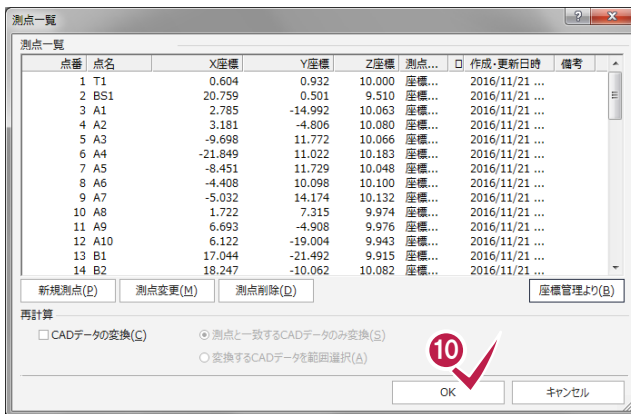 測点一覧
測点一覧
点番 点名 X座標 Y座標 Z座標 測点... ロ 作成・更新日時 備考
1 T1 0.604 0.932 10.000 座標... 2016/11/21 ...
2 BS1 20.759 0.501 9.510 座標... 2016/11/21 ...
3 A1 2.785 -14.992 10.063 座標... 2016/11/21 ...
4 A2 3.181 -4.806 10.080 座標... 2016/11/21 ...
5 A3 -9.698 11.772 10.066 座標... 2016/11/21 ...
6 A4 -21.849 11.022 10.183 座標... 2016/11/21 ...
7 A5 -8.451 11.729 10.048 座標... 2016/11/21 ...
8 A6 -4.408 10.098 10.100 座標... 2016/11/21 ...
9 A7 -5.032 14.174 10.132 座標... 2016/11/21 ...
10 A8 1.722 7.315 9.974 座標... 2016/11/21 ...
11 A9 6.693 -4.908 9.976 座標... 2016/11/21 ...
12 A10 6.122 -19.004 9.943 座標... 2016/11/21 ...
13 B1 17.044 -21.492 9.915 座標... 2016/11/21 ...
14 B2 18.247 -10.062 10.082 座標... 2016/11/21 ...
新規測点(P) 測点変更(M) 測点削除(D) 座標管理より(B)
再計算
CADデータの変換(C) 測点と一致するCADデータのみ変換(S)
変換するCADデータを範囲選択(A)
10
OK キャンセル